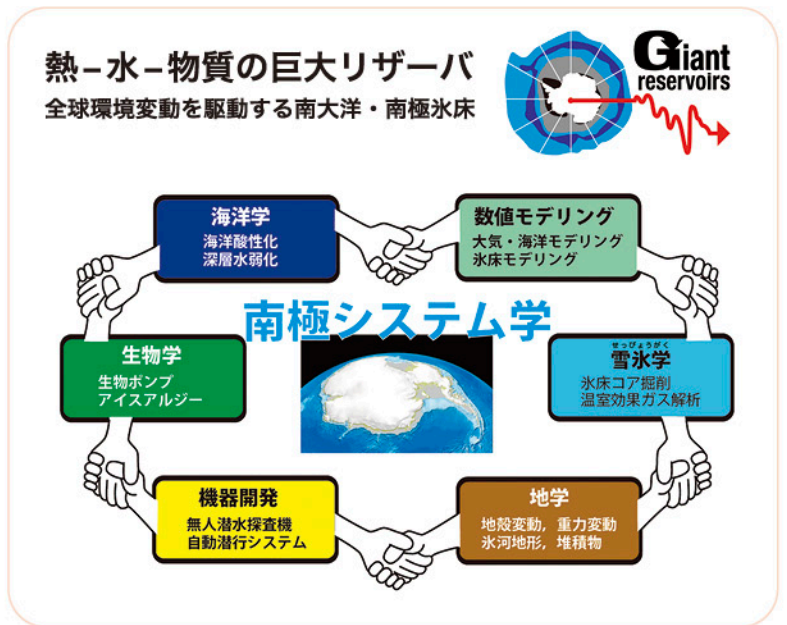 熱–水–物質の巨大リザーバ
全球環境変動を駆動する南大洋・南極氷床
Giant
reservoirs
海洋学
海洋酸性化
深層水弱化
数値モデリング
大気・海洋モデリング
氷床モデリング
南極システム学
生物学
生物ポンプ
アイスアルジー
せっぴょうがく
雪氷学
氷床コア掘削
温室効果ガス解析
機器開発
無人潜水探査機
自動潜行システム
地学
地殻変動，重力変動
氷河地形，堆積物